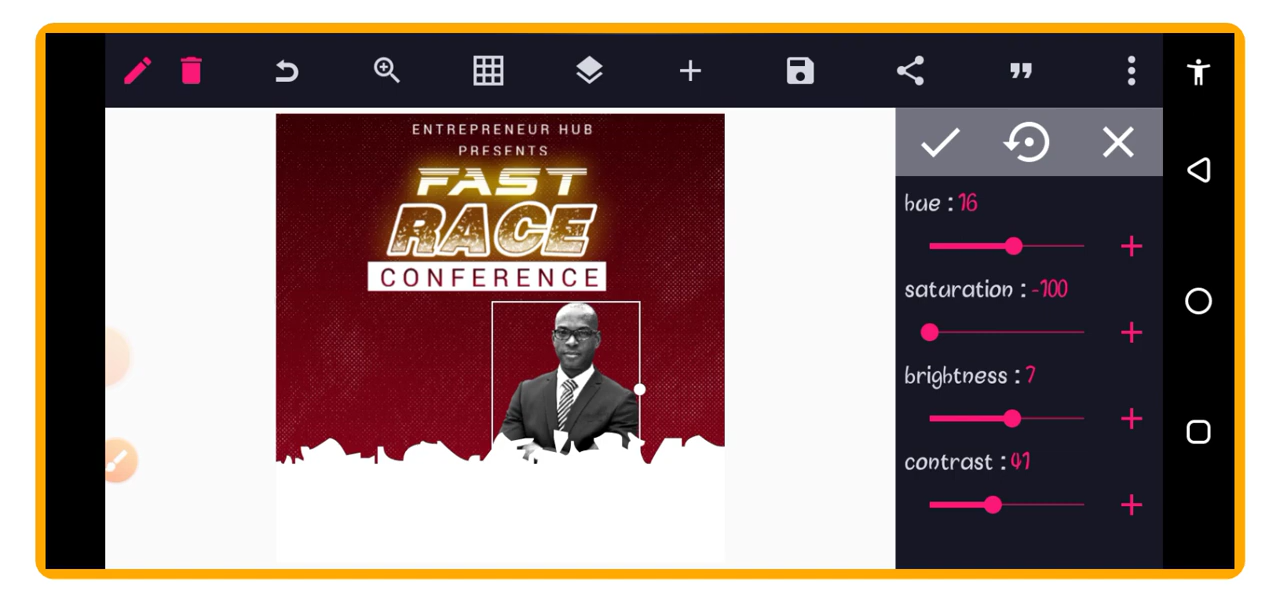 ENTREPRENEUR HUB
PRESENTS
FAST
RACE
CONFERENCE
hue : 16
saturation : -100
brightness : 7
contrast : 41